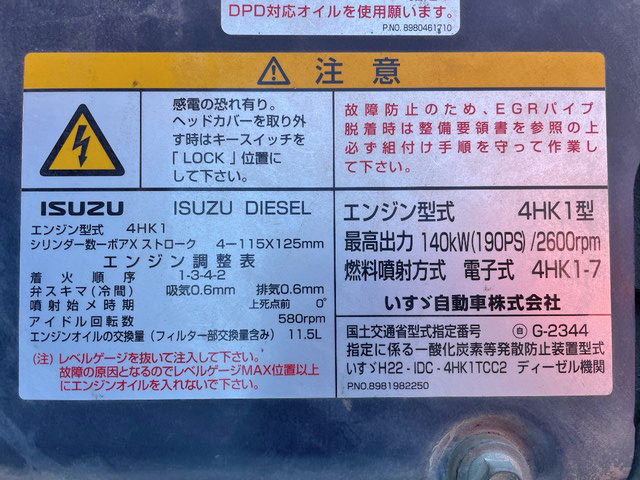 DPD対応オイルを使用願います。
P.NO. 8980461710
注意
感電の恐れ有り。
ヘッドカバーを取り外
す時はキースイッチを
「LOCK」位置に
して下さい。
故障防止のため、EGRパイプ
脱着時は整備要領書を参照の上
必ず組付け手順を守って作業し
て下さい。
ISUZU ISUZU DIESEL
エンジン型式 4HK1
シリンダー数ーボアXストローク 4-115X125mm
エンジン調整表
着火順序 1-3-4-2
弁スキマ(冷間) 吸気0.6mm 排気0.6mm
噴射始メ時期 上死点前 0°
アイドル回転数 580rpm
エンジンオイルの交換量(フィルター部交換量含み) 11.5L
(注)レベルゲージを抜いて注入して下さい。
故障の原因となるのでレベルゲージMAX位置以上
にエンジンオイルを入れないで下さい。
エンジン型式 4HK1型
最高出力 140kW(190PS)/2600rpm
燃料噴射方式 電子式 4HK1-7
いすゞ自動車株式会社
国土交通省型式指定番号 自 G-2344
指定に係る一酸化炭素等発散防止装置型式
いすゞH22-IDC-4HK1TCC2 ディーゼル機関
P.NO.8981982250